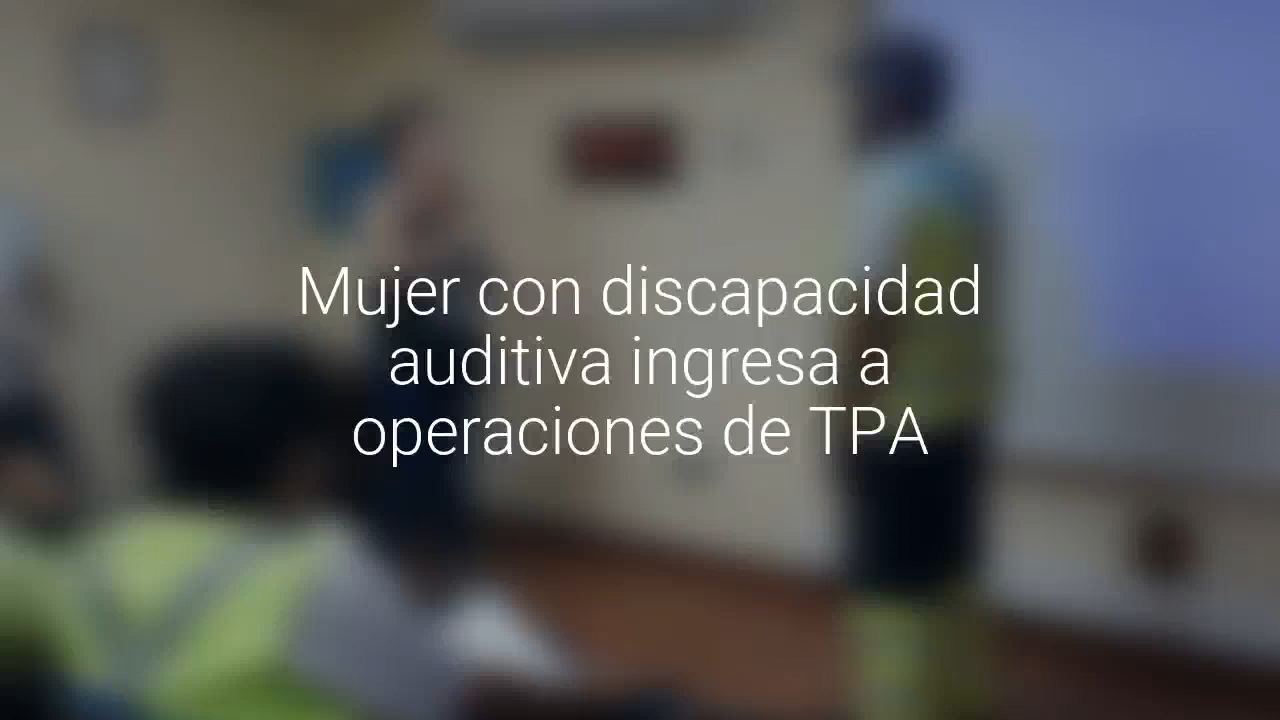 Mujer con discapacidad
auditiva ingresa a
operaciones de TPA